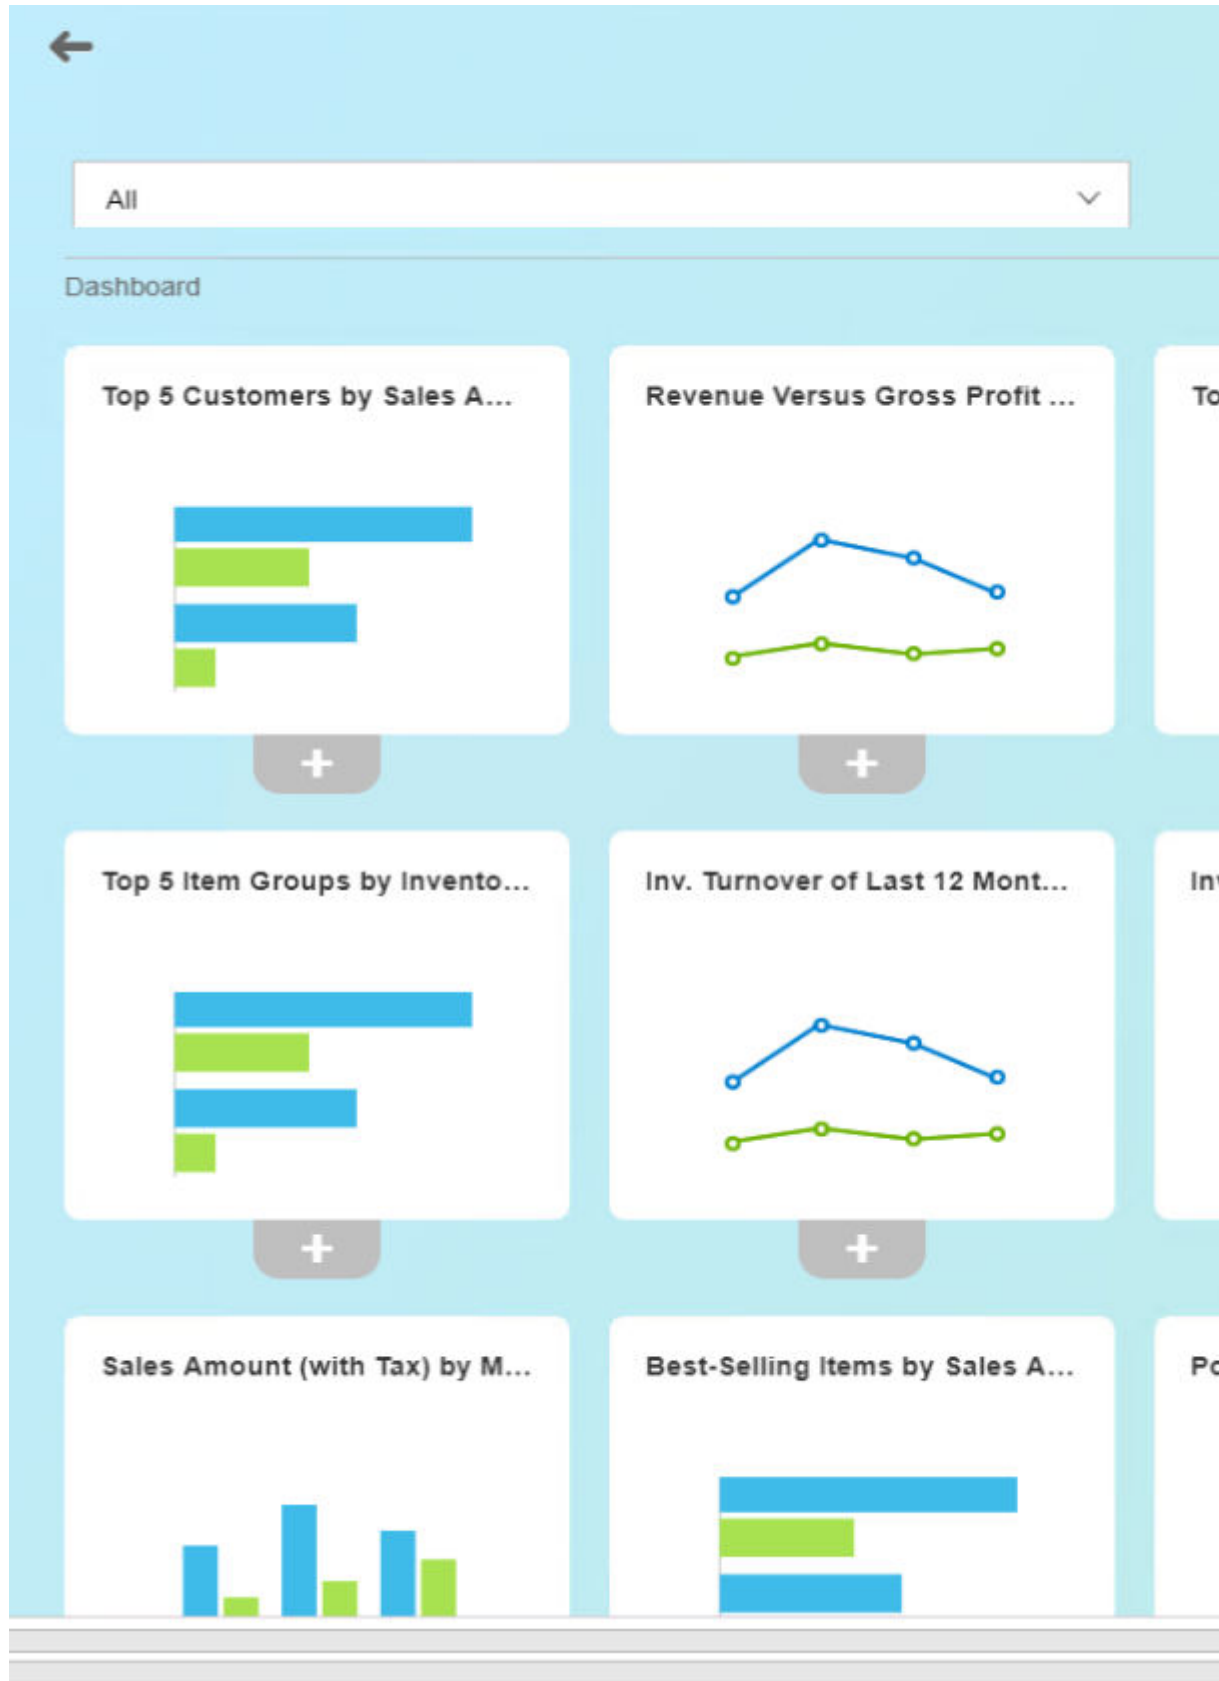 All
Dashboard
Top 5 Customers by Sales A...
Revenue Versus Gross Profit ...
To
Top 5 Item Groups by Invento...
Inv. Turnover of Last 12 Mont...
Sales Amount (with Tax) by M...
Best-Selling Items by Sales A...